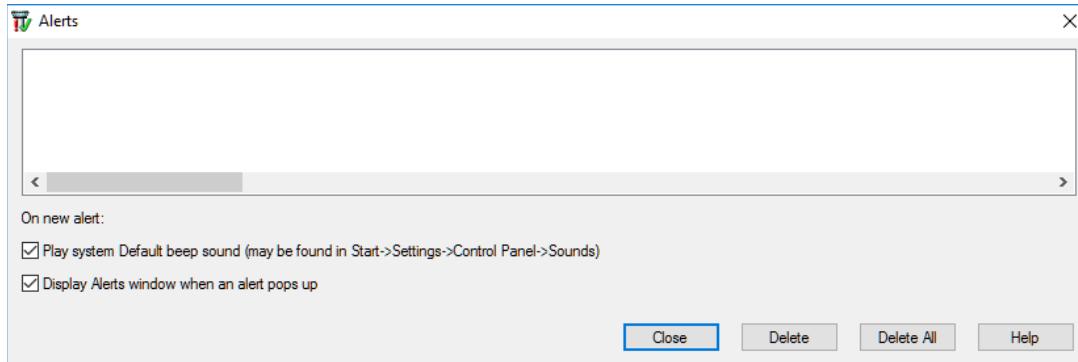 Alerts
On new alert:
Play system Default beep sound (may be found in Start->Settings->Control Panel->Sounds)
Display Alerts window when an alert pops up
Close Delete Delete All Help